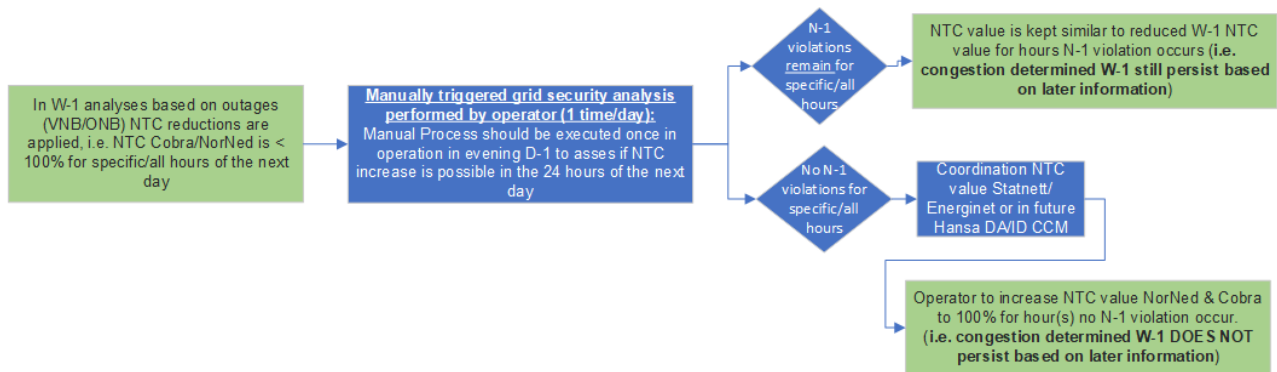 In W-1 analyses based on outages
(VNB/ONB) NTC reductions are
applied, i.e. NTC Cobra/NorNed is <
100% for specific/all hours of the next
day
Manually triggered grid security analysis
performed by operator (1 time/day):
Manual Process should be executed once in
operation in evening D-1 to asses if NTC
increase is possible in the 24 hours of the next
day
N-1
violations
remain for
specific/all
hours
NTC value is kept similar to reduced W-1 NTC
value for hours N-1 violation occurs (i.e.
congestion determined W-1 still persist based
on later information)
No N-1
violations for
specific/all
hours
Coordination NTC
value Statnett/
Energinet or in future
Hansa DA/ID CCM
Operator to increase NTC value NorNed & Cobra
to 100% for hour(s) no N-1 violation occur.
(i.e. congestion determined W-1 DOES NOT
persist based on later information)